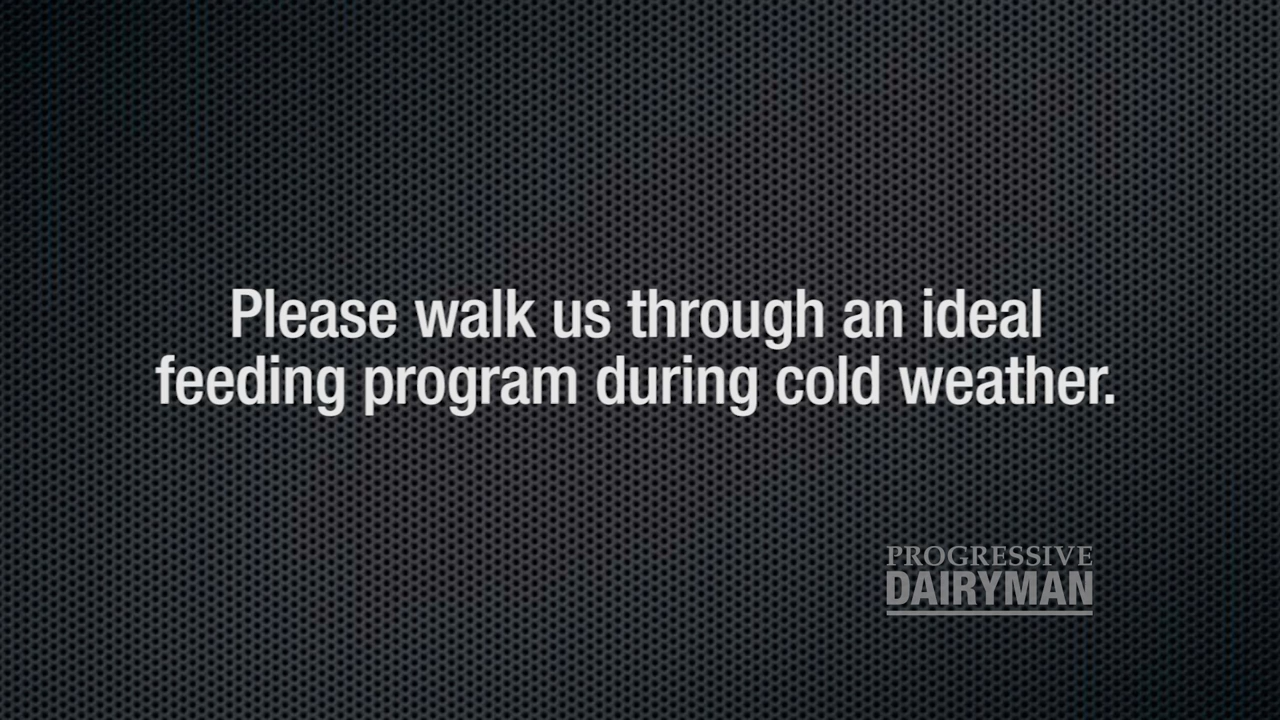 Please walk us through an ideal
feeding program during cold weather.
PROGRESSIVE
DAIRYMAN